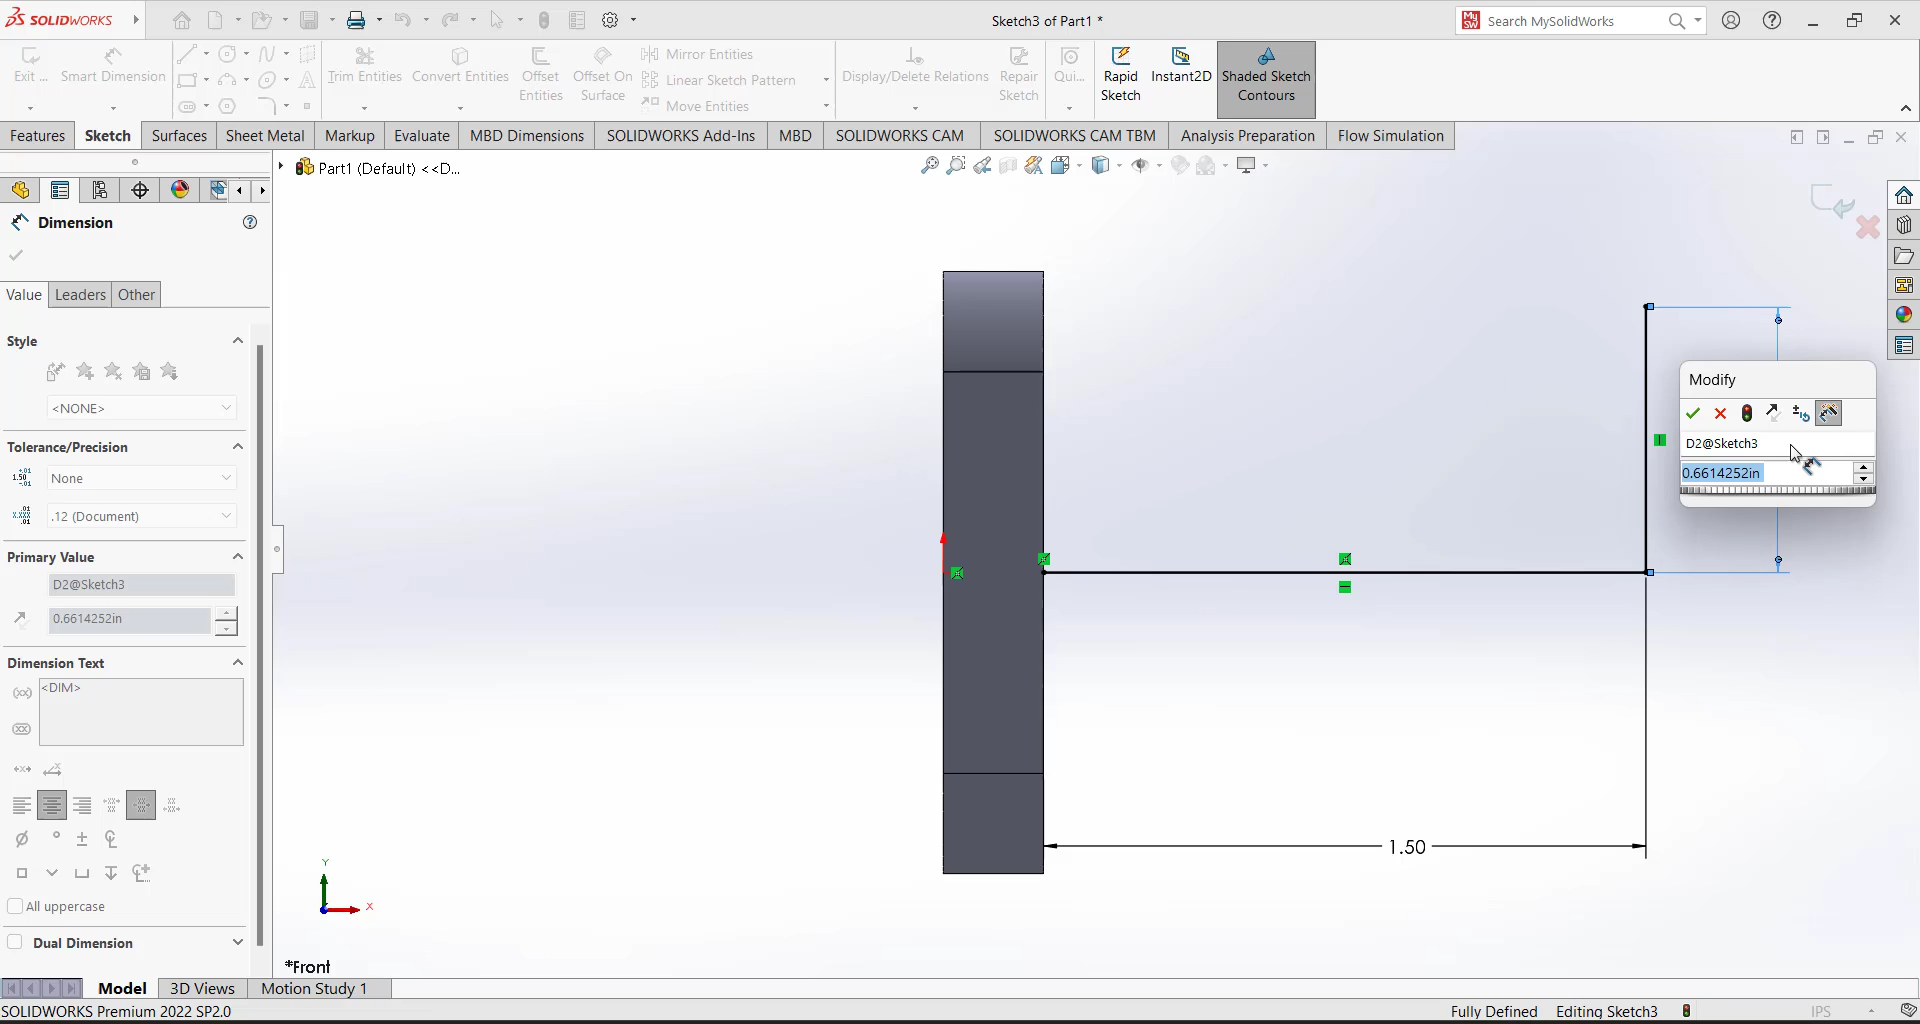 SOLIDWORKS
Sketch3 of Part1 *
Search MySolidWorks
Exit ...
Smart Dimension
Trim Entities
Convert Entities
Offset Entities
Offset On Surface
Mirror Entities
Linear Sketch Pattern
Move Entities
Display/Delete Relations
Repair Sketch
Qui...
Rapid Sketch
Instant2D
Shaded Sketch Contours
Features
Sketch
Surfaces
Sheet Metal
Markup
Evaluate
MBD Dimensions
SOLIDWORKS Add-Ins
MBD
SOLIDWORKS CAM
SOLIDWORKS CAM TBM
Analysis Preparation
Flow Simulation
Part1 (Default) <<D...
Dimension
Value
Leaders
Other
Style
<NONE>
Tolerance/Precision
None
.12 (Document)
Primary Value
D2@Sketch3
0.6614252in
Dimension Text
<DIM>
All uppercase
Dual Dimension
Modify
D2@Sketch3
0.6614252in
1.50
Y
X
*Front
Model
3D Views
Motion Study 1
SOLIDWORKS Premium 2022 SP2.0
Fully Defined
Editing Sketch3
IPS